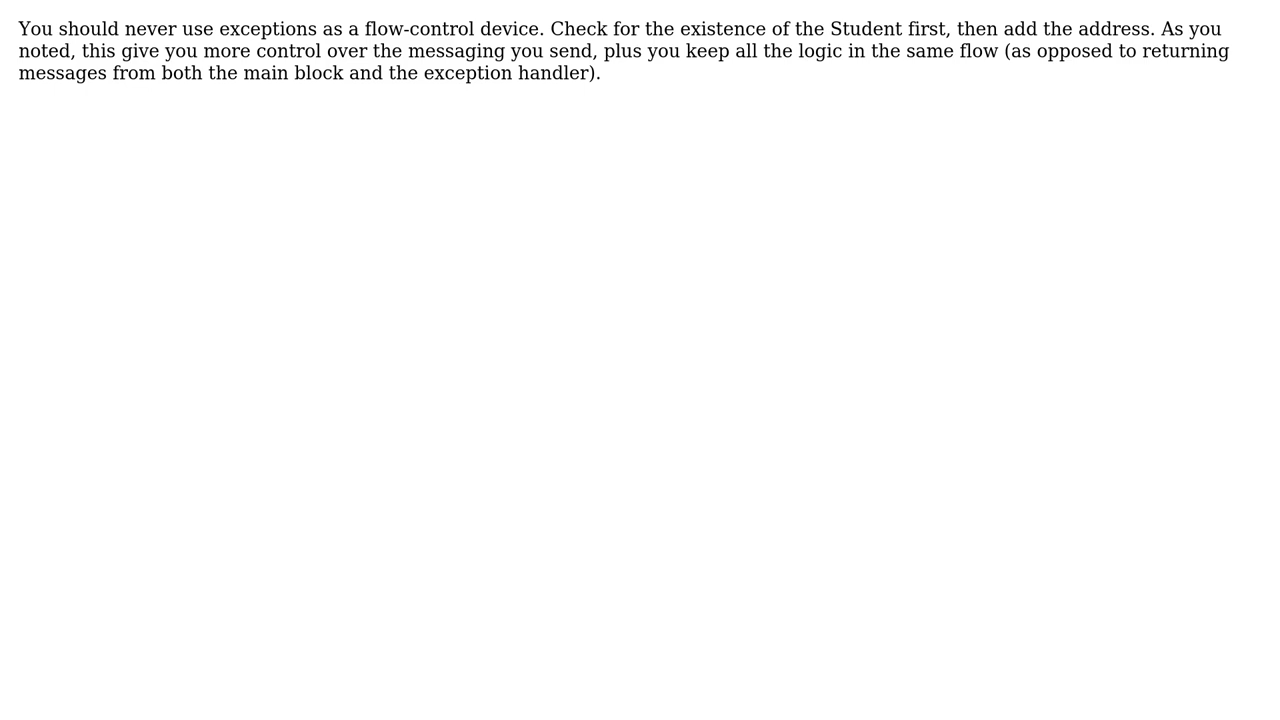 You should never use exceptions as a flow-control device. Check for the existence of the Student first, then add the address. As you
noted, this give you more control over the messaging you send, plus you keep all the logic in the same flow (as opposed to returning
messages from both the main block and the exception handler).